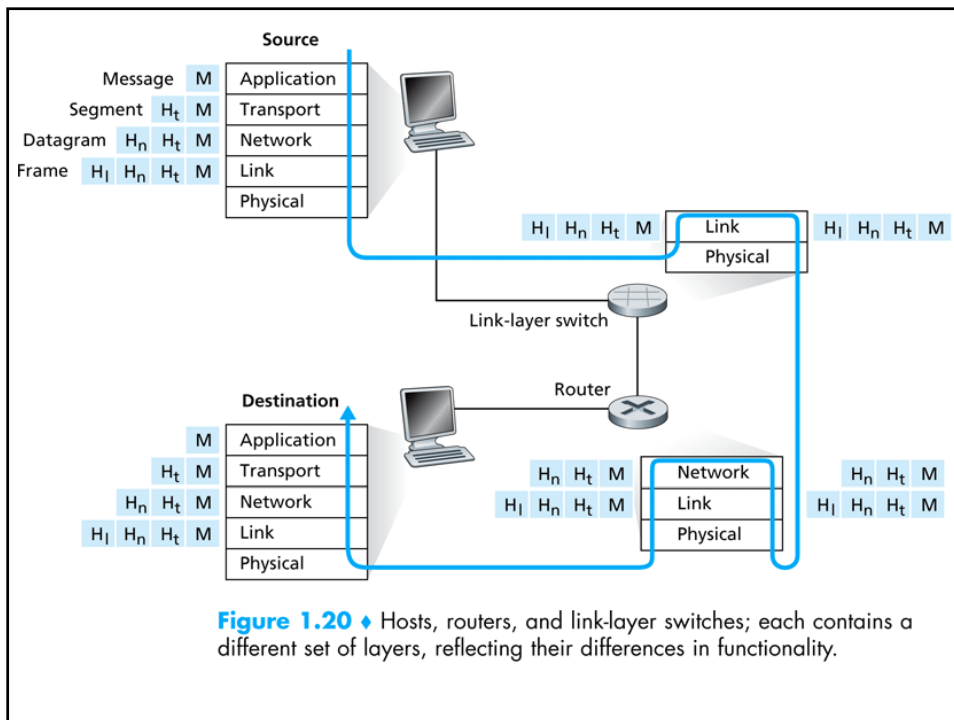 Source
Message M Application
Segment Ht M Transport
Datagram Hn Ht M Network
Frame Hl Hn Ht M Link
Physical
Hl Hn Ht M Link Hl Hn Ht M
Physical
Link-layer switch
Router
Destination
M Application
Ht M Transport
Hn Ht M Network
Hl Hn Ht M Link
Physical
Hn Ht M Network Hn Ht M
Hl Hn Ht M Link Hl Hn Ht M
Physical
Figure 1.20 ♦ Hosts, routers, and link-layer switches; each contains a
different set of layers, reflecting their differences in functionality.